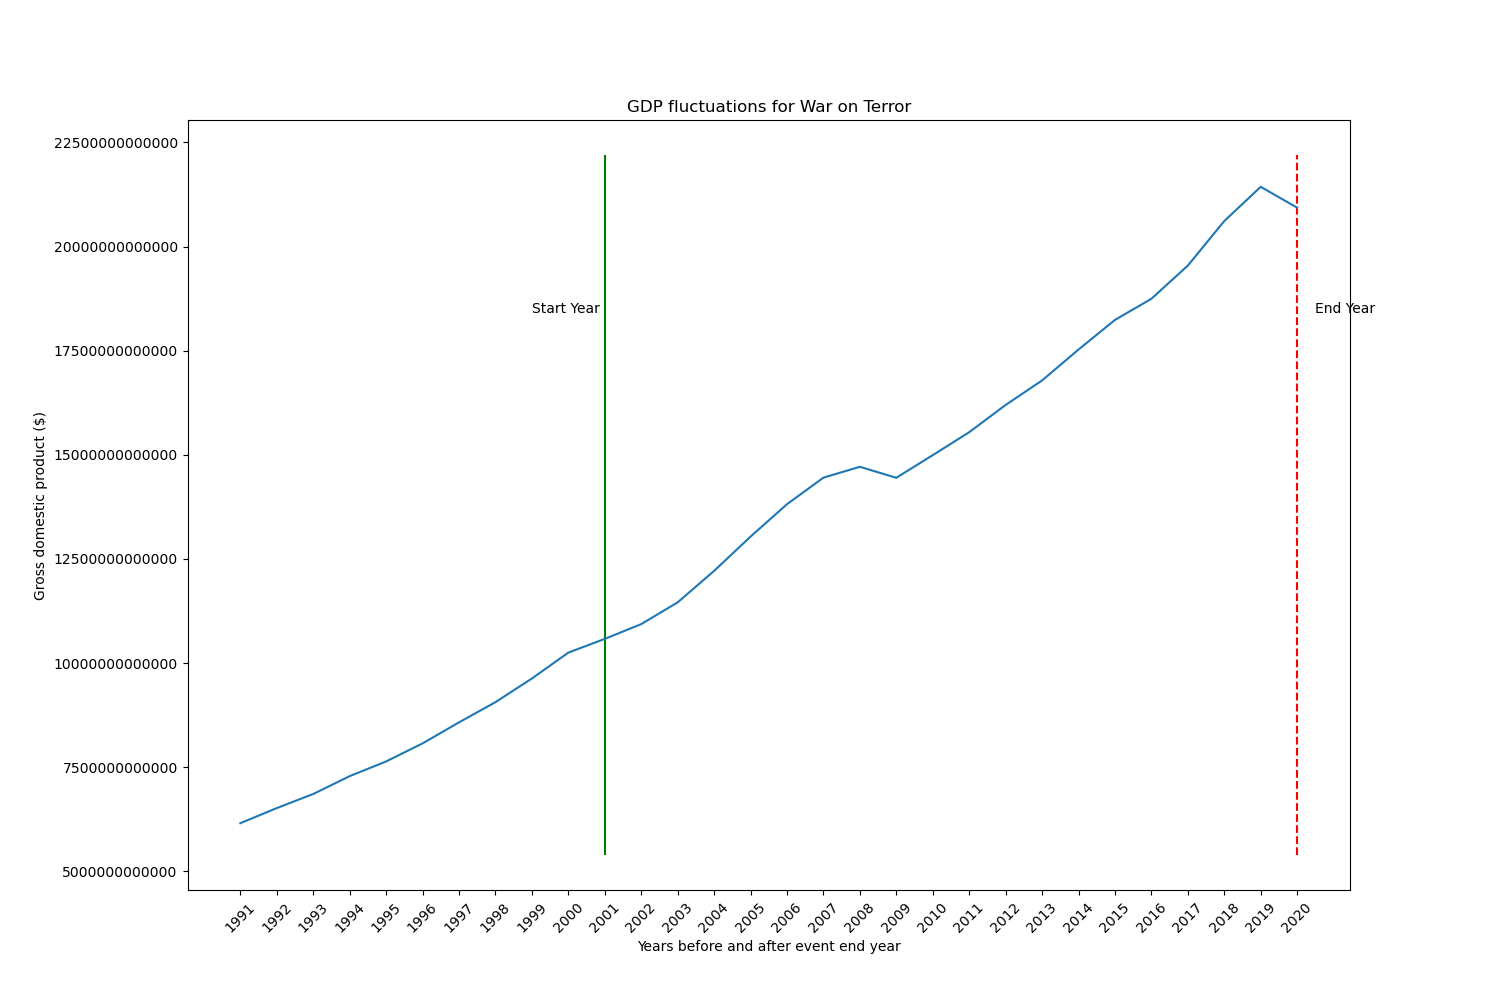 GDP fluctuations for War on Terror
22500000000000
20000000000000
17500000000000
15000000000000
12500000000000
10000000000000
7500000000000
5000000000000
Gross domestic product ($)
Start Year
End Year
1991 1992 1993 1994 1995 1996 1997 1998 1999 2000 2001 2002 2003 2004 2005 2006 2007 2008 2009 2010 2011 2012 2013 2014 2015 2016 2017 2018 2019 2020
Years before and after event end year